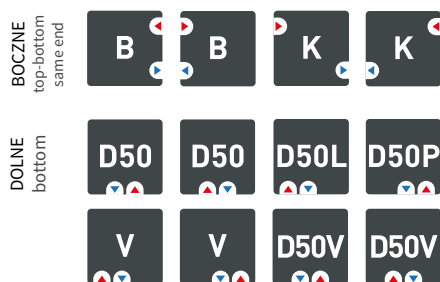 BOCZNE
top-bottom
same end
B B K K
DOLNE
bottom
D50 D50 D50L D50P
V V D50V D50V